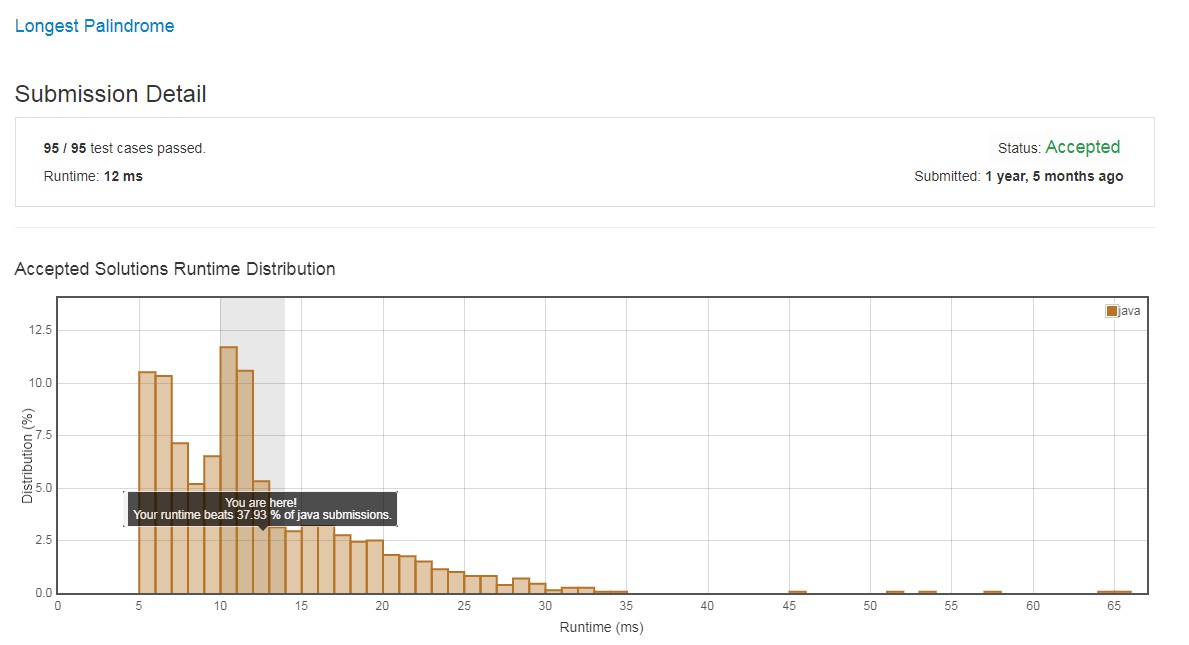 Longest Palindrome
Submission Detail
95 / 95 test cases passed.
Status: Accepted
Runtime: 12 ms
Submitted: 1 year, 5 months ago
Accepted Solutions Runtime Distribution
java
12.5
10.0
7.5
5.0
2.5
0.0
Distribution (%)
You are here!
Your runtime beats 37.93 % of java submissions.
0 5 10 15 20 25 30 35 40 45 50 55 60 65
Runtime (ms)